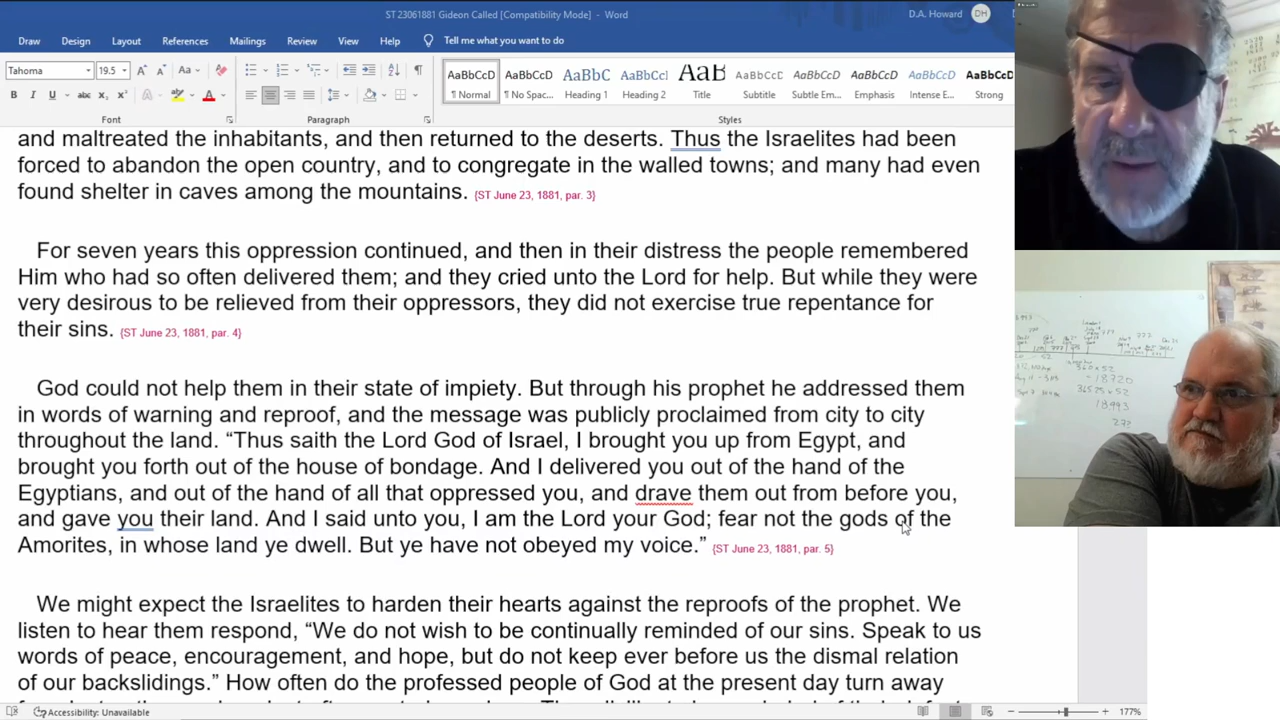 ST 23061881 Gideon Called [Compatibility Mode] - Word
D.A. Howard DH
Draw Design Layout References Mailings Review View Help Tell me what you want to do
Tahoma 19.5
AaBbCcD AaBbCcD AaBbC AaBbCcI AaB AaBbCcD AaBbCcD AaBbCcD AaBbCcD AaBbCcD
¶ Normal ¶ No Spac... Heading 1 Heading 2 Title Subtitle Subtle Em... Emphasis Intense E... Strong
Font Paragraph Styles
and maltreated the inhabitants, and then returned to the deserts. Thus the Israelites had been
forced to abandon the open country, and to congregate in the walled towns; and many had even
found shelter in caves among the mountains. {ST June 23, 1881, par. 3}
For seven years this oppression continued, and then in their distress the people remembered
Him who had so often delivered them; and they cried unto the Lord for help. But while they were
very desirous to be relieved from their oppressors, they did not exercise true repentance for
their sins. {ST June 23, 1881, par. 4}
God could not help them in their state of impiety. But through his prophet he addressed them
in words of warning and reproof, and the message was publicly proclaimed from city to city
throughout the land. “Thus saith the Lord God of Israel, I brought you up from Egypt, and
brought you forth out of the house of bondage. And I delivered you out of the hand of the
Egyptians, and out of the hand of all that oppressed you, and drave them out from before you,
and gave you their land. And I said unto you, I am the Lord your God; fear not the gods of the
Amorites, in whose land ye dwell. But ye have not obeyed my voice.” {ST June 23, 1881, par. 5}
We might expect the Israelites to harden their hearts against the reproofs of the prophet. We
listen to hear them respond, “We do not wish to be continually reminded of our sins. Speak to us
words of peace, encouragement, and hope, but do not keep ever before us the dismal relation
of our backslidings.” How often do the professed people of God at the present day turn away
Accessibility: Unavailable
177%
360x52
18720
18993